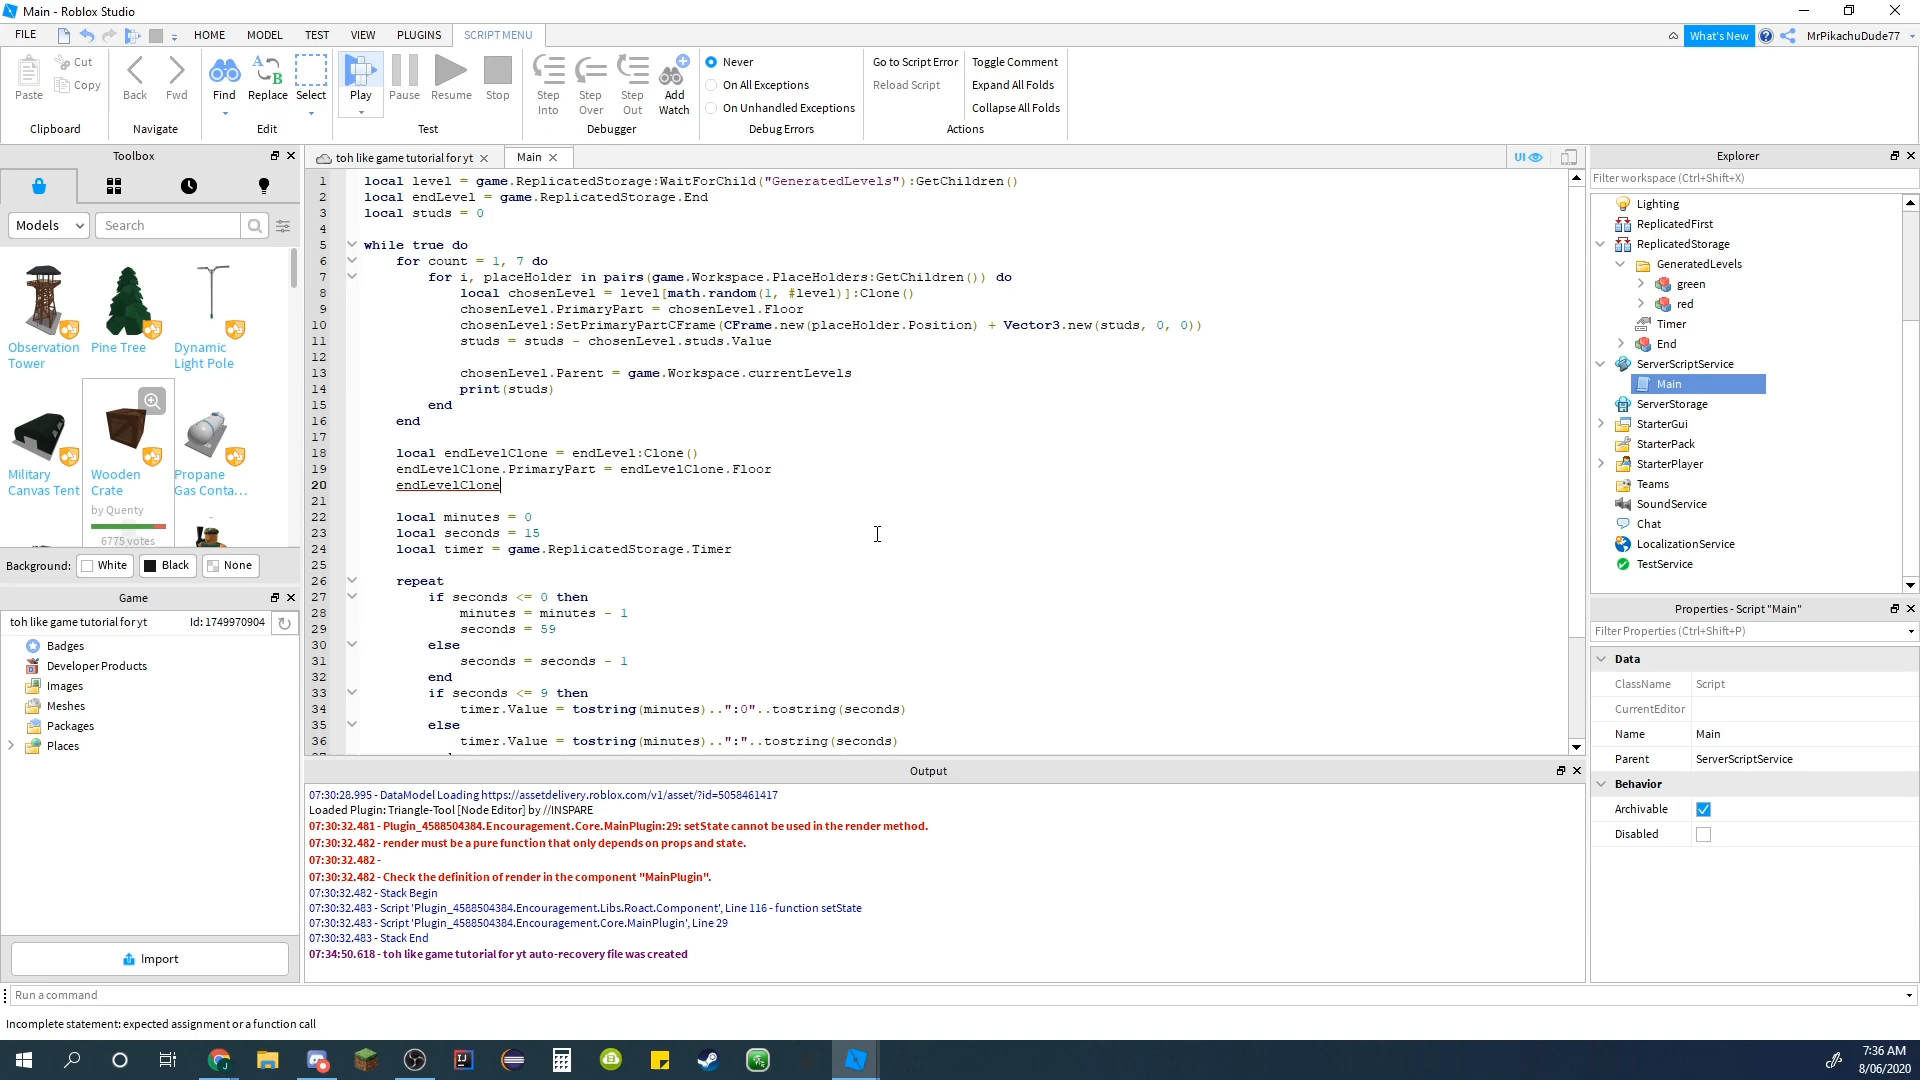 Main - Roblox Studio
FILE
HOME
MODEL
TEST
VIEW
PLUGINS
SCRIPT MENU
What's New
MrPikachuDude77
Paste
Cut
Copy
Clipboard
Back
Fwd
Navigate
Find
Replace
Select
Edit
Play
Pause
Resume
Stop
Test
Step Into
Step Over
Step Out
Add Watch
Debugger
Never
On All Exceptions
On Unhandled Exceptions
Debug Errors
Go to Script Error
Reload Script
Toggle Comment
Expand All Folds
Collapse All Folds
Actions
Toolbox
Models
Search
Observation Tower
Pine Tree
Dynamic Light Pole
Military Canvas Tent
Wooden Crate
by Quenty
6775 votes
Propane Gas Conta...
Background:
White
Black
None
Game
toh like game tutorial for yt
Id: 1749970904
Badges
Developer Products
Images
Meshes
Packages
Places
Import
toh like game tutorial for yt
Main
UI
1 local level = game.ReplicatedStorage:WaitForChild("GeneratedLevels"):GetChildren()
2 local endLevel = game.ReplicatedStorage.End
3 local studs = 0
4
5 while true do
6 for count = 1, 7 do
7 for i, placeHolder in pairs(game.Workspace.PlaceHolders:GetChildren()) do
8 local chosenLevel = level[math.random(1, #level)]:Clone()
9 chosenLevel.PrimaryPart = chosenLevel.Floor
10 chosenLevel:SetPrimaryPartCFrame(CFrame.new(placeHolder.Position) + Vector3.new(studs, 0, 0))
11 studs = studs - chosenLevel.studs.Value
12
13 chosenLevel.Parent = game.Workspace.currentLevels
14 print(studs)
15 end
16 end
17
18 local endLevelClone = endLevel:Clone()
19 endLevelClone.PrimaryPart = endLevelClone.Floor
20 endLevelClone
21
22 local minutes = 0
23 local seconds = 15
24 local timer = game.ReplicatedStorage.Timer
25
26 repeat
27 if seconds <= 0 then
28 minutes = minutes - 1
29 seconds = 59
30 else
31 seconds = seconds - 1
32 end
33 if seconds <= 9 then
34 timer.Value = tostring(minutes)..":0"..tostring(seconds)
35 else
36 timer.Value = tostring(minutes)..":"..tostring(seconds)
Output
07:30:28.995 - DataModel Loading https://assetdelivery.roblox.com/v1/asset/?id=5058461417
Loaded Plugin: Triangle-Tool [Node Editor] by //INSPARE
07:30:32.481 - Plugin_4588504384.Encouragement.Core.MainPlugin:29: setState cannot be used in the render method.
07:30:32.482 - render must be a pure function that only depends on props and state.
07:30:32.482 -
07:30:32.482 - Check the definition of render in the component "MainPlugin".
07:30:32.482 - Stack Begin
07:30:32.483 - Script 'Plugin_4588504384.Encouragement.Libs.Roact.Component', Line 116 - function setState
07:30:32.483 - Script 'Plugin_4588504384.Encouragement.Core.MainPlugin', Line 29
07:30:32.483 - Stack End
07:34:50.618 - toh like game tutorial for yt auto-recovery file was created
Explorer
Filter workspace (Ctrl+Shift+X)
Lighting
ReplicatedFirst
ReplicatedStorage
GeneratedLevels
green
red
Timer
End
ServerScriptService
Main
ServerStorage
StarterGui
StarterPack
StarterPlayer
Teams
SoundService
Chat
LocalizationService
TestService
Properties - Script "Main"
Filter Properties (Ctrl+Shift+P)
Data
ClassName Script
CurrentEditor
Name Main
Parent ServerScriptService
Behavior
Archivable
Disabled
Run a command
Incomplete statement: expected assignment or a function call
7:36 AM
8/06/2020